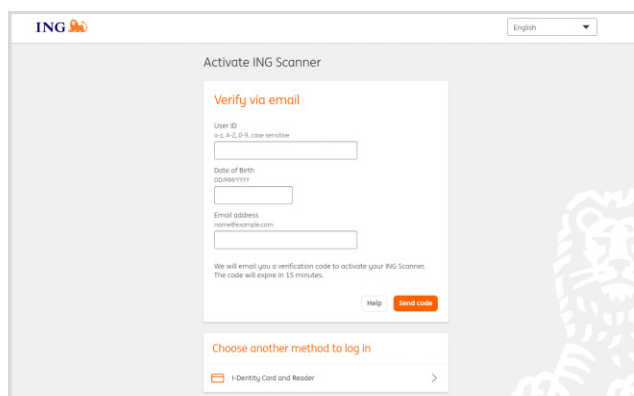 ING
English
Activate ING Scanner
Verify via email
User ID
a-z, A-Z, 0-9, case sensitive
Date of Birth
DD/MM/YYYY
Email address
name@example.com
We will email you a verification code to activate your ING Scanner.
The code will expire in 15 minutes.
Help
Send code
Choose another method to log in
I-Dentity Card and Reader